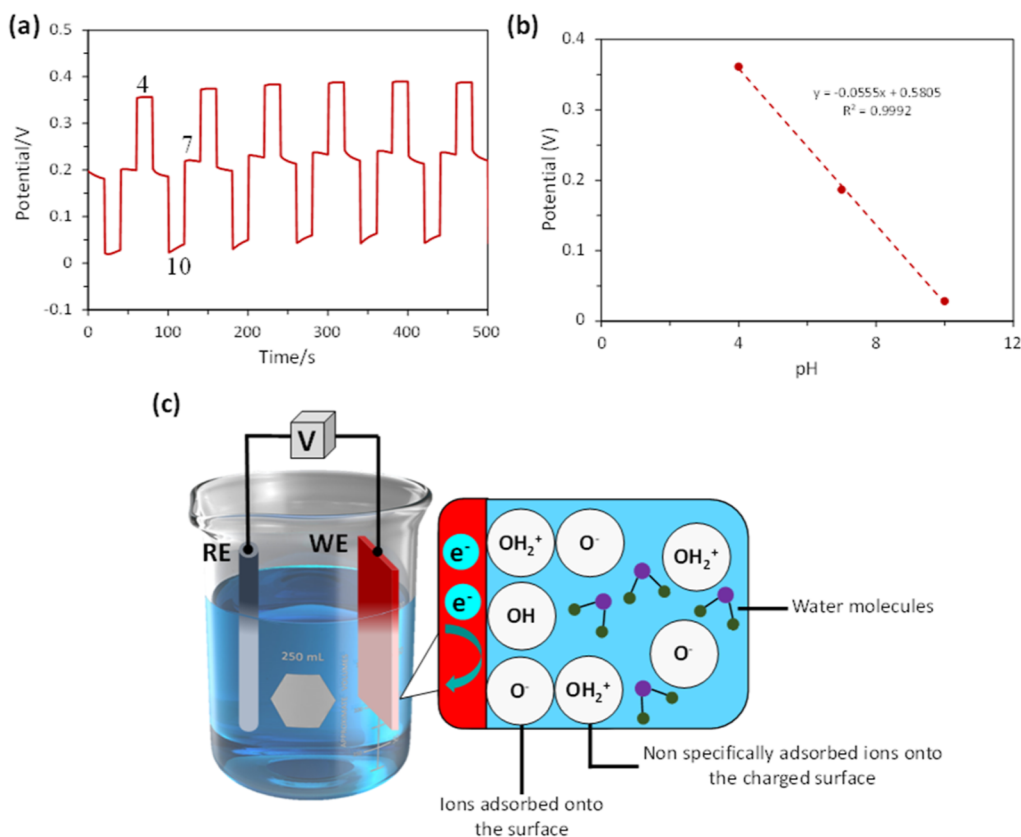 (a)
0.5
0.4
0.3
0.2
0.1
0
-0.1
Potential/V
4
7
10
0
100
200
300
400
500
Time/s
(b)
0.4
0.3
0.2
0.1
0
Potential (V)
y = -0.0555x + 0.5805
R² = 0.9992
0
4
8
12
pH
(c)
V
RE
WE
250 mL
e⁻
e⁻
OH₂⁺
O⁻
OH₂⁺
OH
O⁻
O⁻
OH₂⁺
Water molecules
Non specifically adsorbed ions onto
the charged surface
Ions adsorbed onto
the surface